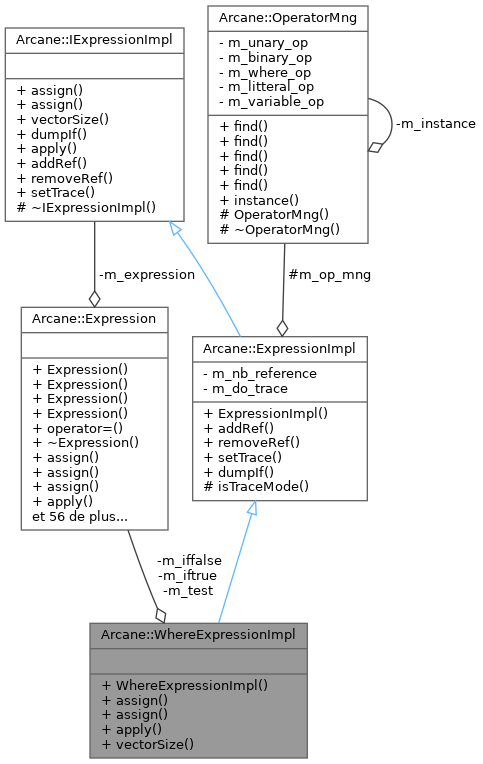 Arcane::IExpressionImpl
+ assign()
+ assign()
+ vectorSize()
+ dumpIf()
+ apply()
+ addRef()
+ removeRef()
+ setTrace()
# ~IExpressionImpl()
Arcane::OperatorMng
- m_unary_op
- m_binary_op
- m_where_op
- m_litteral_op
- m_variable_op
+ find()
+ find()
+ find()
+ find()
+ find()
+ instance()
# OperatorMng()
# ~OperatorMng()
-m_instance
-m_expression
#m_op_mng
Arcane::Expression
+ Expression()
+ Expression()
+ Expression()
+ Expression()
+ operator=()
+ ~Expression()
+ assign()
+ assign()
+ assign()
+ apply()
et 56 de plus...
Arcane::ExpressionImpl
- m_nb_reference
- m_do_trace
+ ExpressionImpl()
+ addRef()
+ removeRef()
+ setTrace()
+ dumpIf()
# isTraceMode()
-m_iffalse
-m_iftrue
-m_test
Arcane::WhereExpressionImpl
+ WhereExpressionImpl()
+ assign()
+ assign()
+ apply()
+ vectorSize()